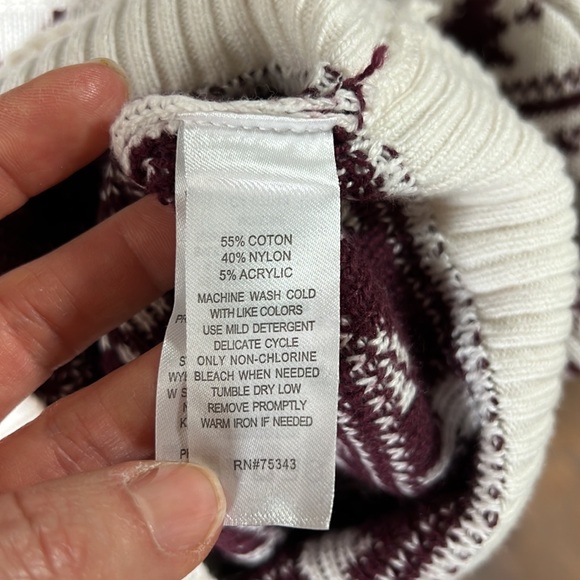 55% COTTON
40% NYLON
5% ACRYLIC
MACHINE WASH COLD
WITH LIKE COLORS
USE MILD DETERGENT
DELICATE CYCLE
ONLY NON-CHLORINE
BLEACH WHEN NEEDED
TUMBLE DRY LOW
REMOVE PROMPTLY
WARM IRON IF NEEDED
RN#75343